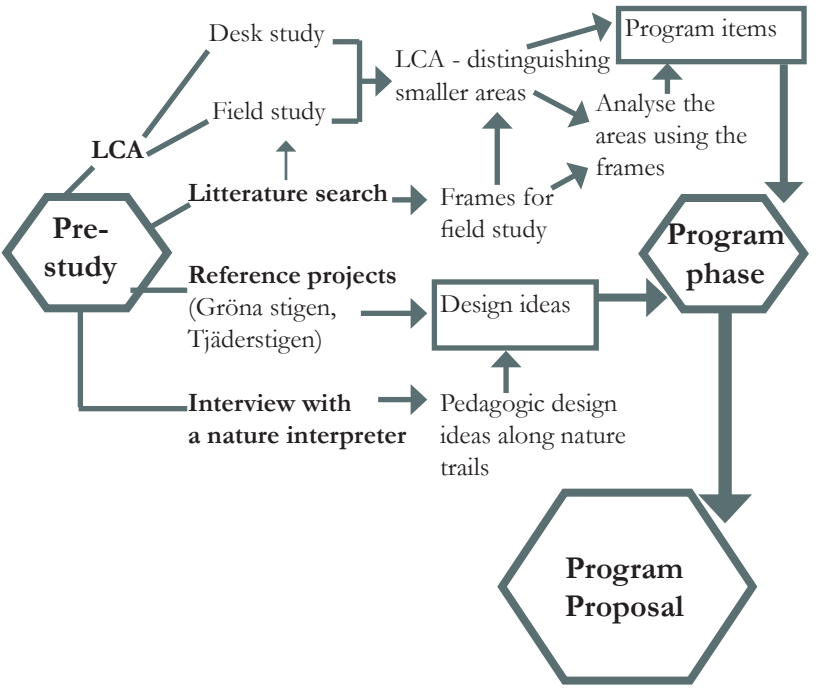 Desk study
Field study
LCA
LCA - distinguishing
smaller areas
Program items
Analyse the
areas using the
frames
Litterature search
Frames for
field study
Pre-
study
Program
phase
Reference projects
(Gröna stigen,
Tjäderstigen)
Design ideas
Interview with
a nature interpreter
Pedagogic design
ideas along nature
trails
Program
Proposal